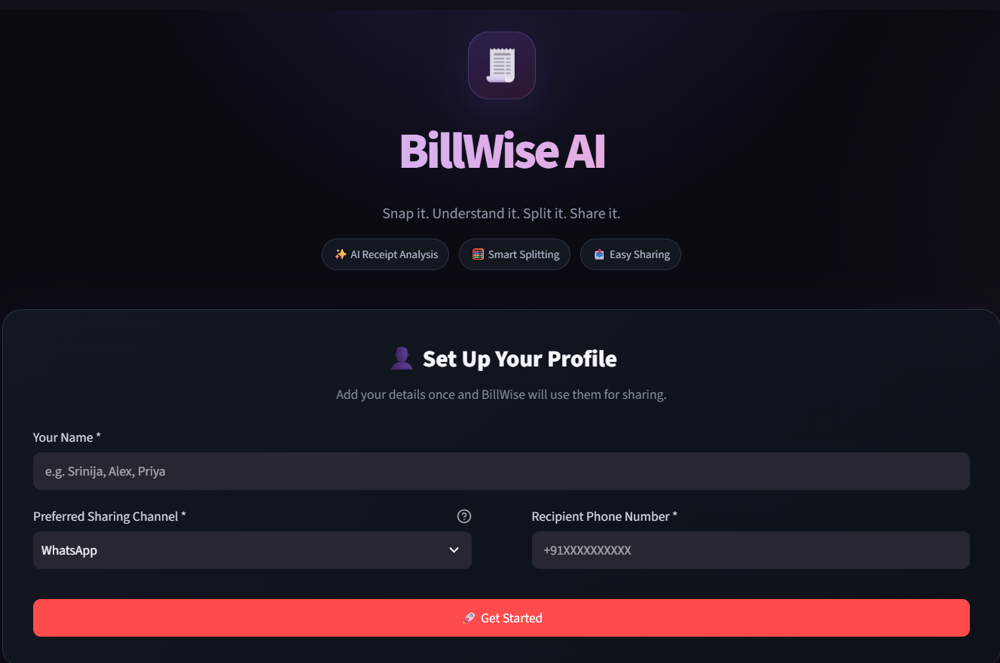 BillWise AI
Snap it. Understand it. Split it. Share it.
✨ AI Receipt Analysis
🧮 Smart Splitting
📤 Easy Sharing
👤 Set Up Your Profile
Add your details once and BillWise will use them for sharing.
Your Name *
e.g. Srinija, Alex, Priya
Preferred Sharing Channel *
WhatsApp
Recipient Phone Number *
+91XXXXXXXXXX
🚀 Get Started